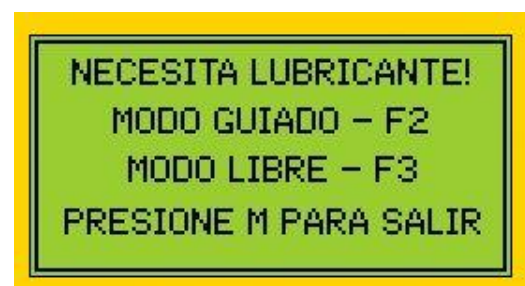 NECESITA LUBRICANTE!
MODO GUIADO – F2
MODO LIBRE – F3
PRESIONE M PARA SALIR